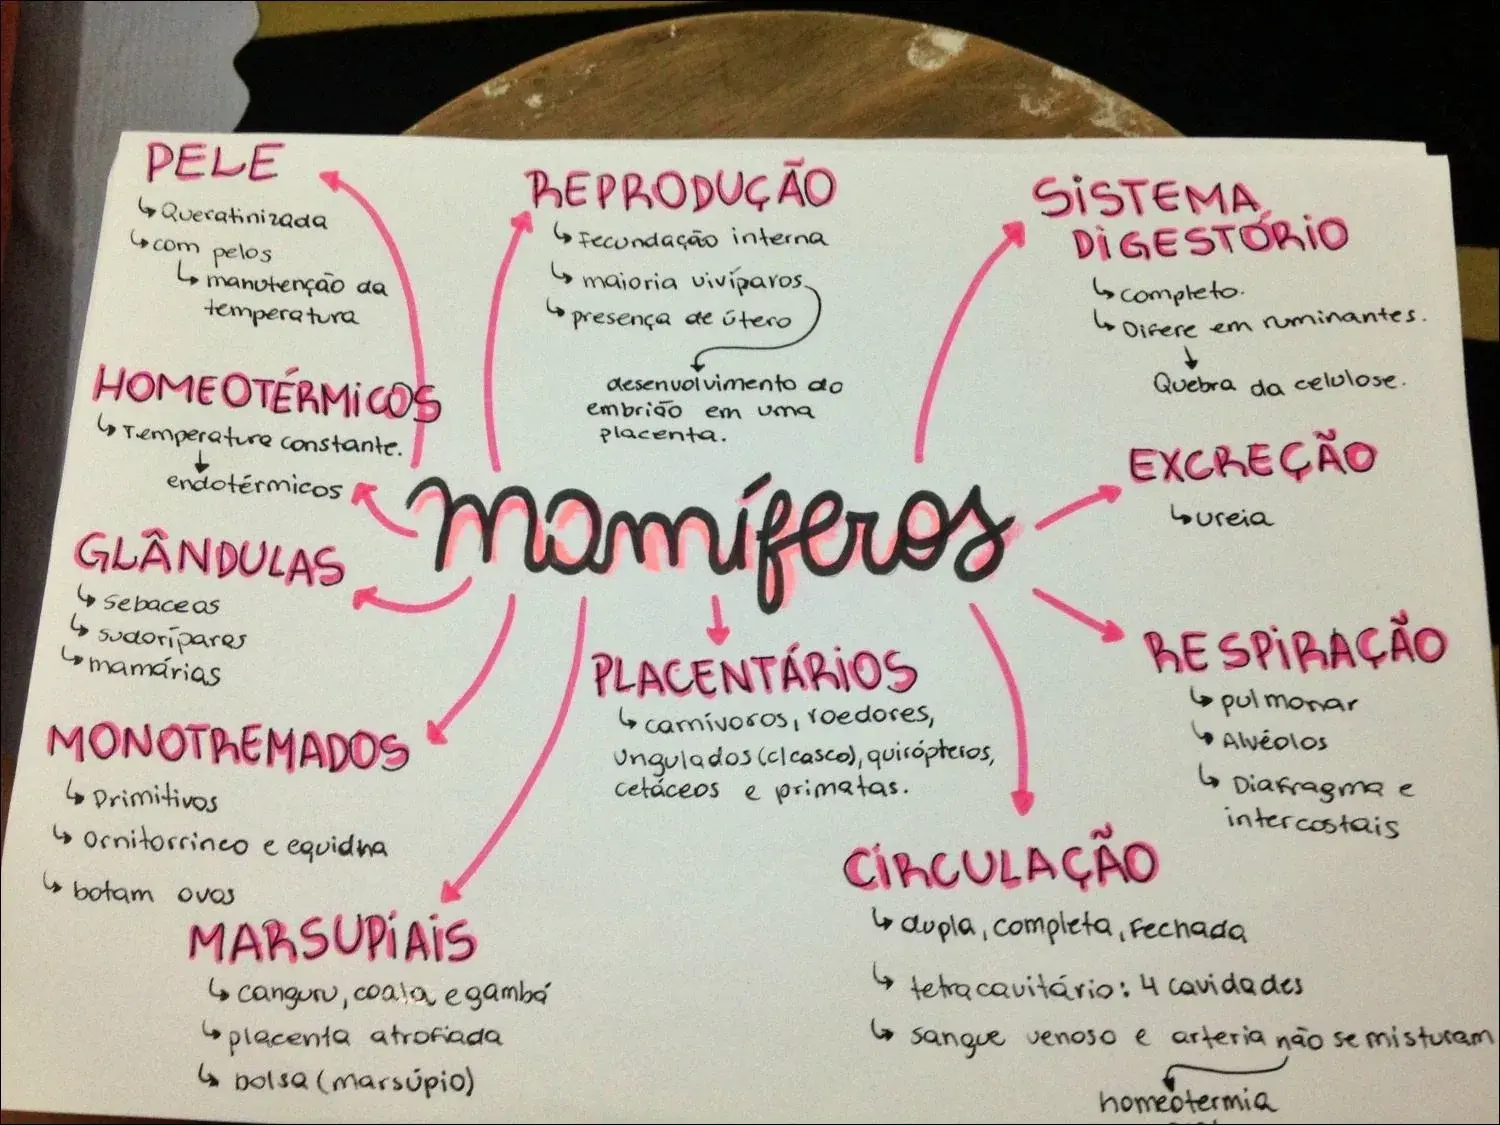 PELE
↳ Queratinizada
↳ com pelos
↳ manutenção da
temperatura
HOMEOTÉRMICOS
↳ Temperatura constante.
endotérmicos
GLÂNDULAS
↳ sebaceas
↳ sudoríparas
↳ mamárias
MONOTREMADOS
↳ Primitivos
↳ Ornitorrinco e equidna
↳ botam ovos
MARSUPIAIS
↳ canguru, coala e gambá
↳ placenta atrofiada
↳ bolsa (marsúpio)
REPRODUÇÃO
↳ Fecundação interna
↳ maioria vivíparos
↳ presença de útero
desenvolvimento do
embrião em uma
placenta.
mamíferos
PLACENTÁRIOS
↳ carnívoros, roedores,
ungulados (c/casco), quirópteros,
cetáceos e primatas.
SISTEMA
DIGESTÓRIO
↳ completo.
↳ Difere em ruminantes.
Quebra da celulose.
EXCREÇÃO
↳ ureia
RESPIRAÇÃO
↳ pulmonar
↳ Alvéolos
↳ Diafragma e
intercostais
CIRCULAÇÃO
↳ dupla, completa, Fechada
↳ tetracavitário: 4 cavidades
↳ sangue venoso e arteria não se misturam
homeotermia